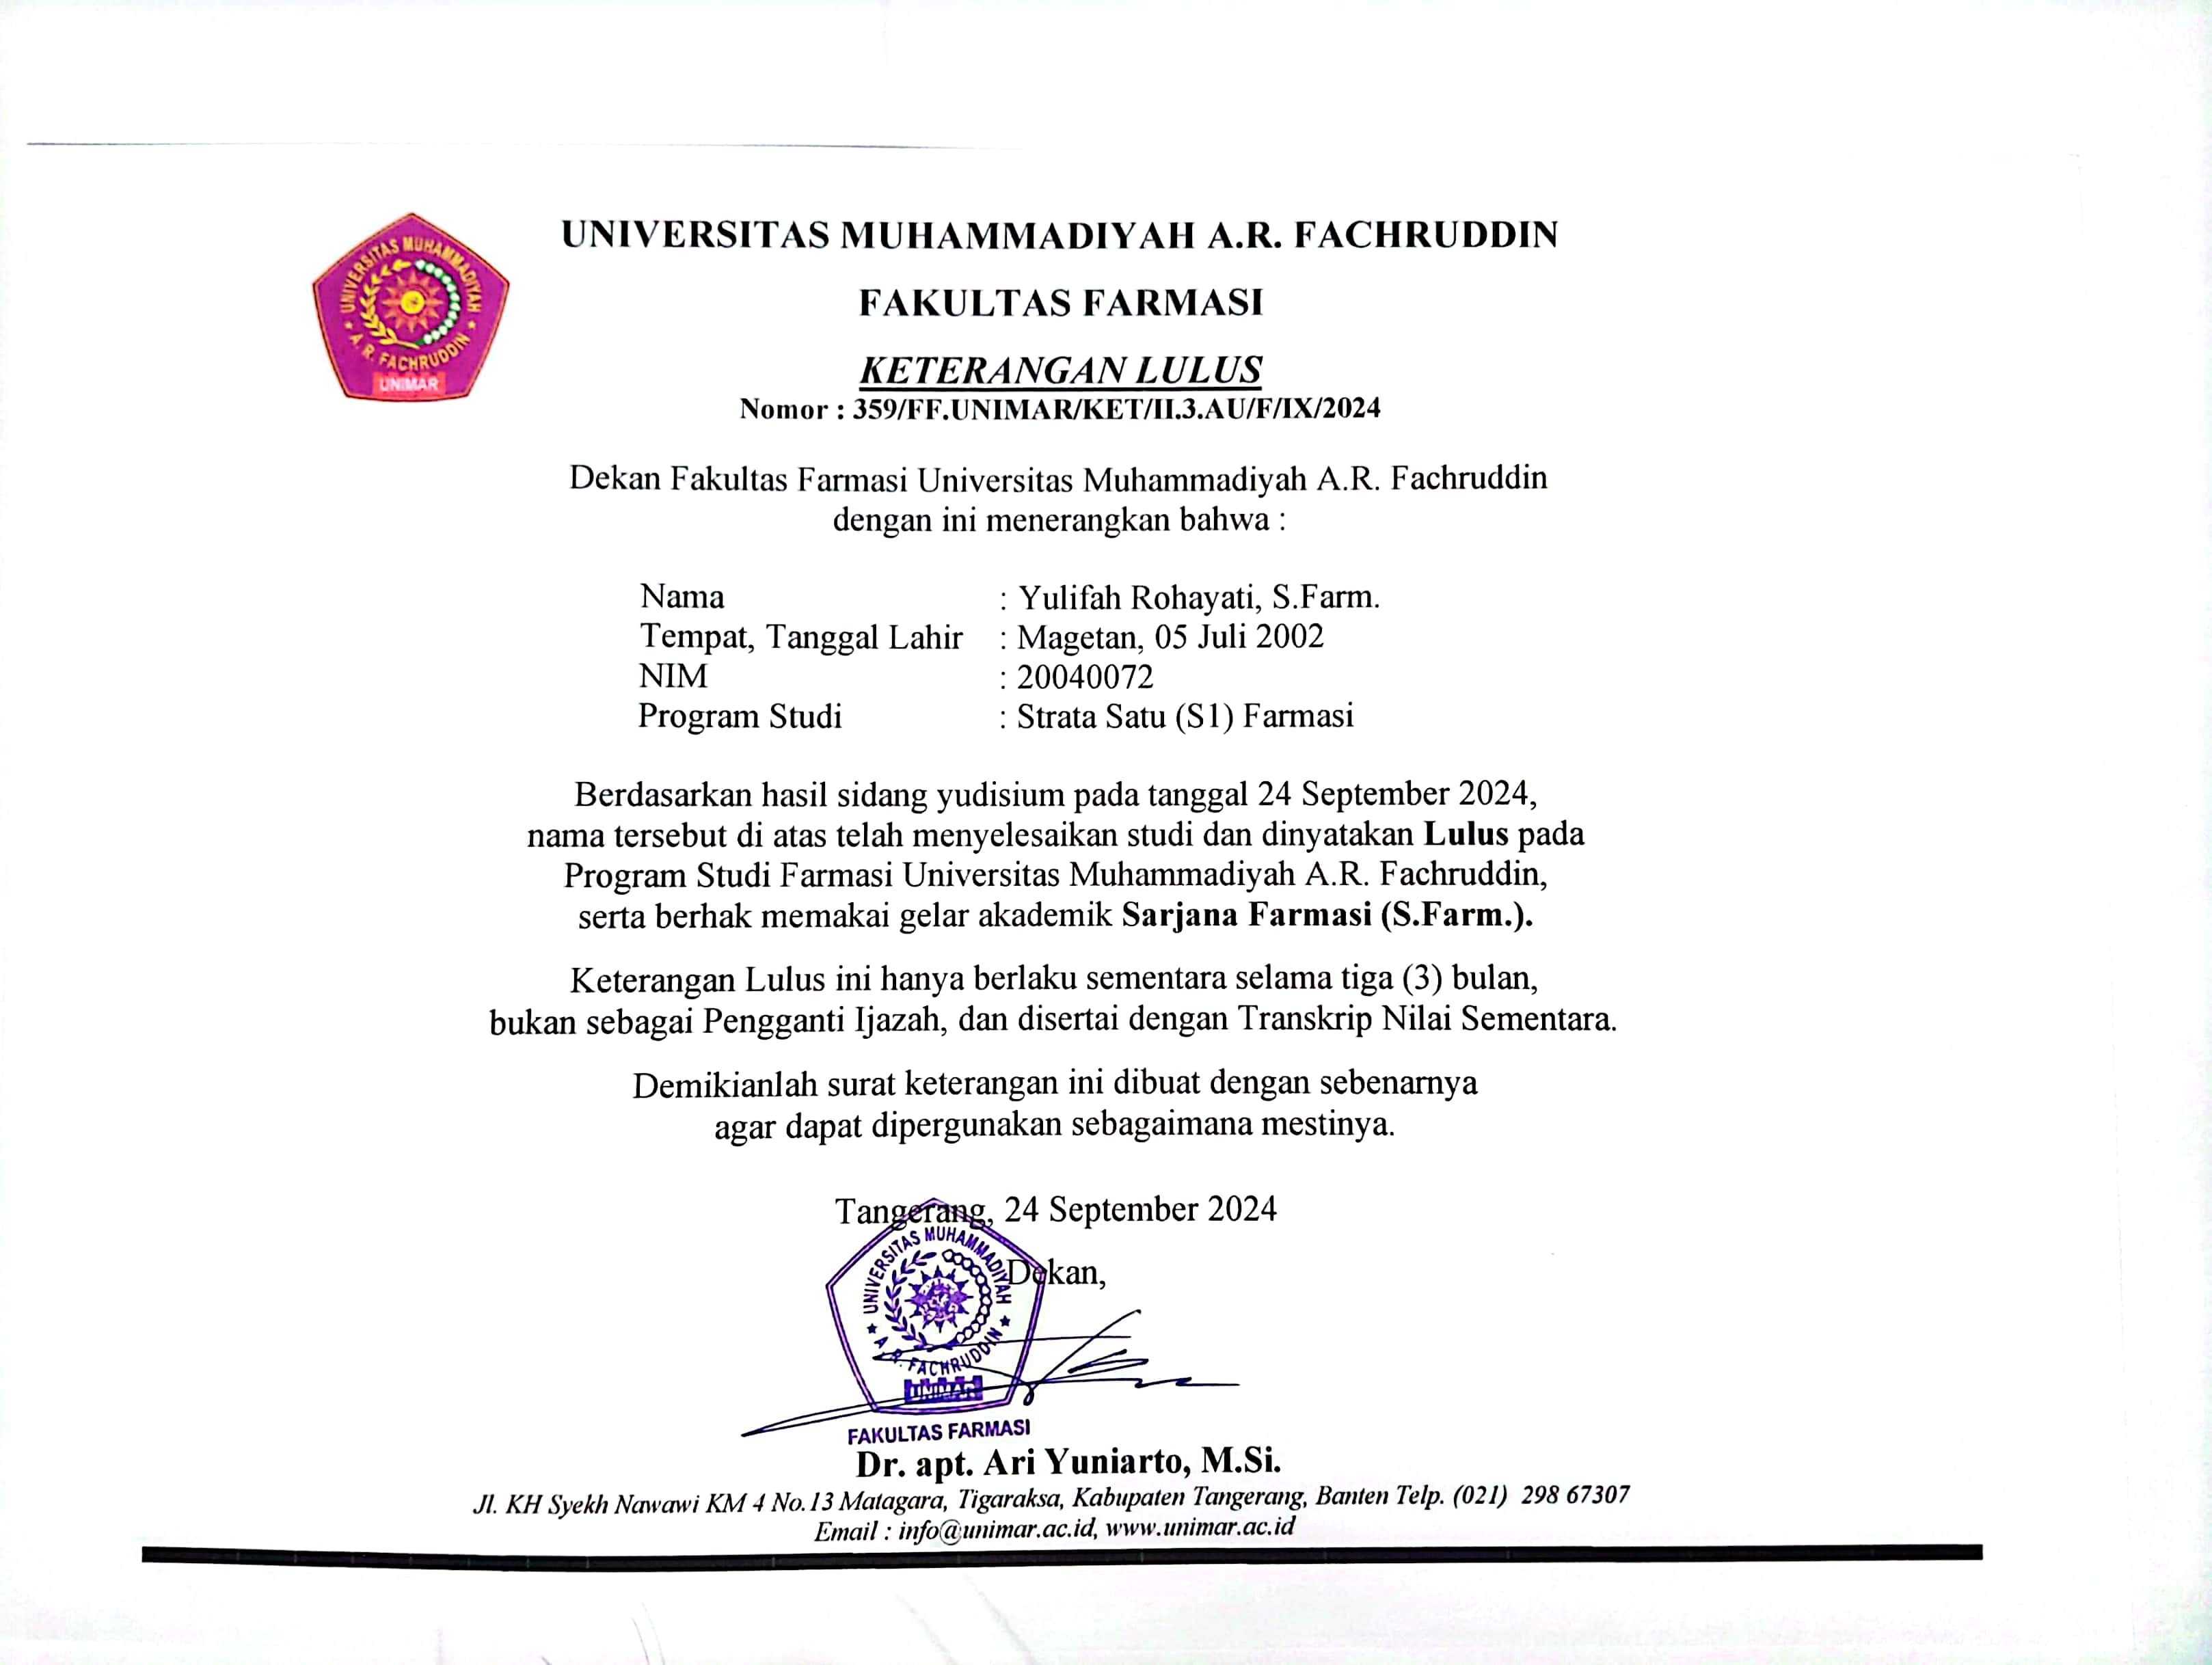 UNIVERSITAS MUHAMMADIYAH
A. R. FACHRUDDIN
UNIMAR
UNIVERSITAS MUHAMMADIYAH A.R. FACHRUDDIN
FAKULTAS FARMASI
KETERANGAN LULUS
Nomor : 359/FF.UNIMAR/KET/II.3.AU/F/IX/2024
Dekan Fakultas Farmasi Universitas Muhammadiyah A.R. Fachruddin
dengan ini menerangkan bahwa :
Nama : Yulifah Rohayati, S.Farm.
Tempat, Tanggal Lahir : Magetan, 05 Juli 2002
NIM : 20040072
Program Studi : Strata Satu (S1) Farmasi
Berdasarkan hasil sidang yudisium pada tanggal 24 September 2024,
nama tersebut di atas telah menyelesaikan studi dan dinyatakan Lulus pada
Program Studi Farmasi Universitas Muhammadiyah A.R. Fachruddin,
serta berhak memakai gelar akademik Sarjana Farmasi (S.Farm.).
Keterangan Lulus ini hanya berlaku sementara selama tiga (3) bulan,
bukan sebagai Pengganti Ijazah, dan disertai dengan Transkrip Nilai Sementara.
Demikianlah surat keterangan ini dibuat dengan sebenarnya
agar dapat dipergunakan sebagaimana mestinya.
Tangerang, 24 September 2024
Dekan,
UNIVERSITAS MUHAMMADIYAH
A. R. FACHRUDDIN
UNIMAR
FAKULTAS FARMASI
Dr. apt. Ari Yuniarto, M.Si.
Jl. KH Syekh Nawawi KM 4 No.13 Matagara, Tigaraksa, Kabupaten Tangerang, Banten Telp. (021) 298 67307
Email : info@unimar.ac.id, www.unimar.ac.id